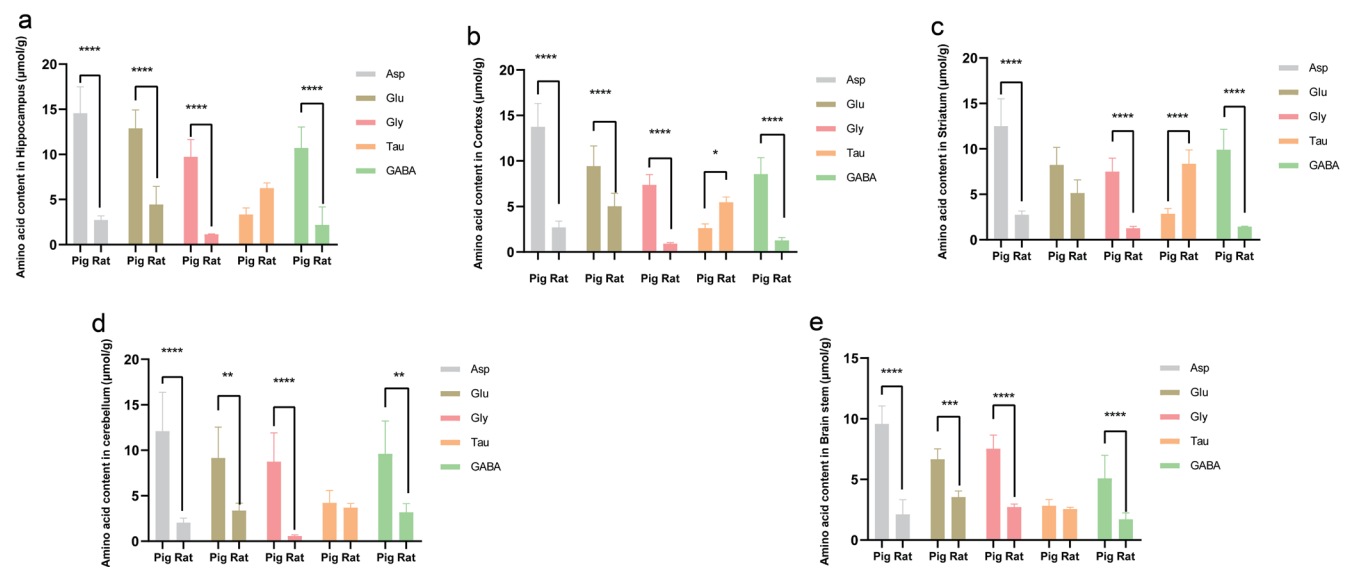 a
Amino acid content in Hippocampus (μmol/g)
20
15
10
5
0
**** **** **** ****
Pig Rat Pig Rat Pig Rat Pig Rat Pig Rat
Asp
Glu
Gly
Tau
GABA
b
Amino acid content in Cortexs (μmol/g)
20
15
10
5
0
**** **** **** * ****
Pig Rat Pig Rat Pig Rat Pig Rat Pig Rat
Asp
Glu
Gly
Tau
GABA
c
Amino acid content in Striatum (μmol/g)
20
15
10
5
0
**** **** **** ****
Pig Rat Pig Rat Pig Rat Pig Rat Pig Rat
Asp
Glu
Gly
Tau
GABA
d
Amino acid content in cerebellum (μmol/g)
20
15
10
5
0
**** ** **** **
Pig Rat Pig Rat Pig Rat Pig Rat Pig Rat
Asp
Glu
Gly
Tau
GABA
e
Amino acid content in Brain stem (μmol/g)
15
10
5
0
**** *** **** ****
Pig Rat Pig Rat Pig Rat Pig Rat Pig Rat
Asp
Glu
Gly
Tau
GABA